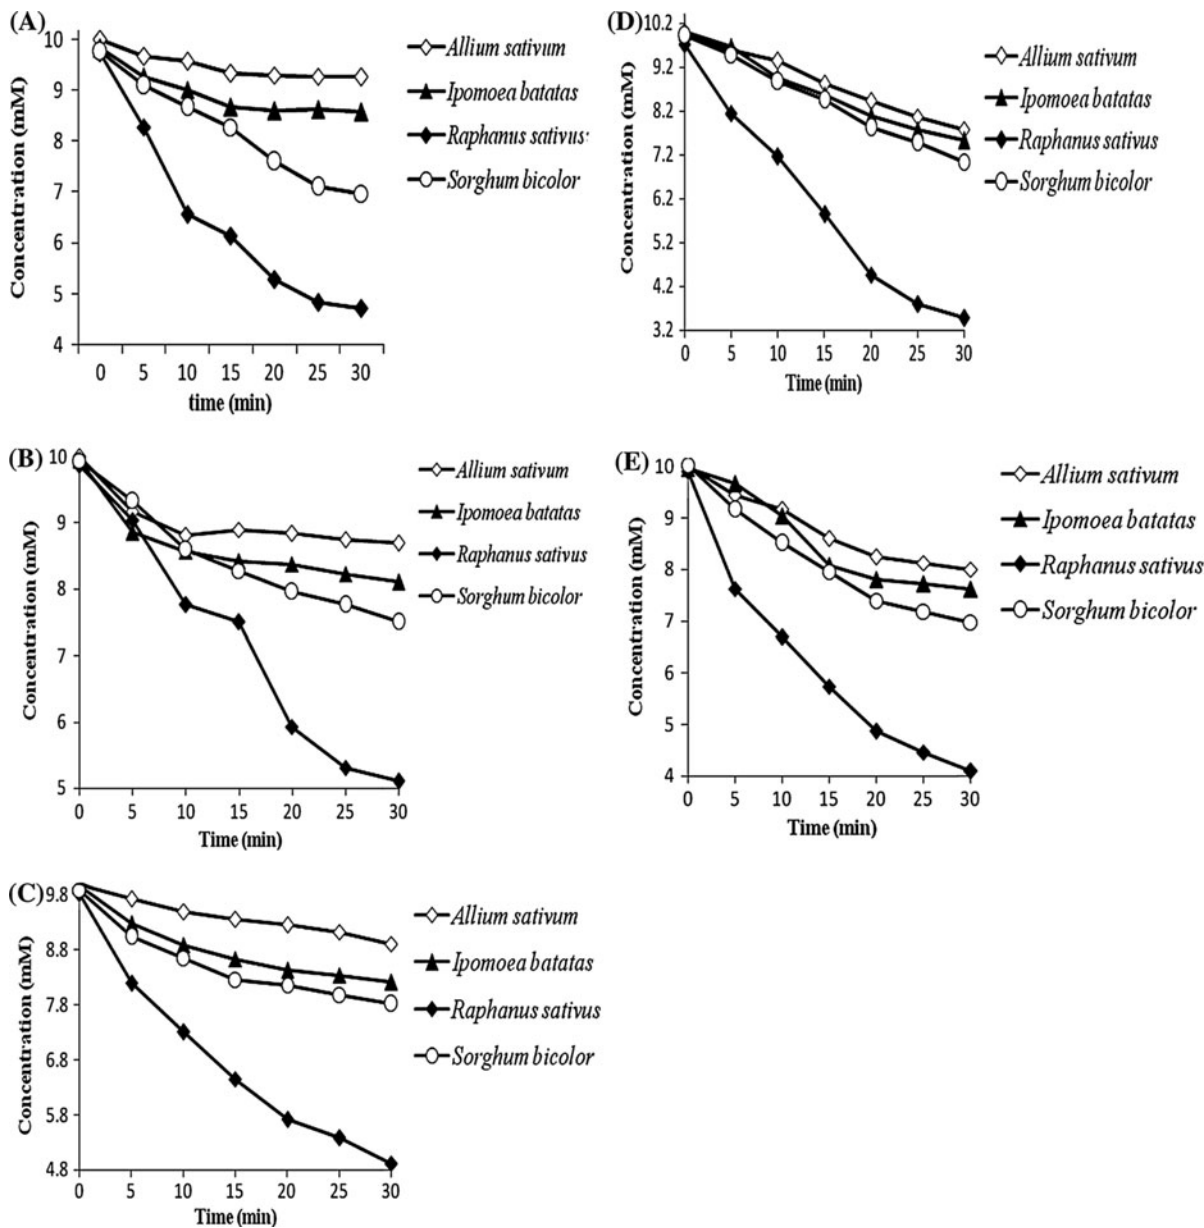 (A)
Concentration (mM)
10
9
8
7
6
5
4
0 5 10 15 20 25 30
time (min)
Allium sativum
Ipomoea batatas
Raphanus sativus:
Sorghum bicolor
(D)
Concentration (mM)
10.2
9.2
8.2
7.2
6.2
5.2
4.2
3.2
0 5 10 15 20 25 30
Time (min)
Allium sativum
Ipomoea batatas
Raphanus sativus
Sorghum bicolor
(B)
Concentration (mM)
10
9
8
7
6
5
0 5 10 15 20 25 30
Time (min)
Allium sativum
Ipomoea batatas
Raphanus sativus
Sorghum bicolor
(E)
Concentration (mM)
10
9
8
7
6
5
4
0 5 10 15 20 25 30
Time (min)
Allium sativum
Ipomoea batatas
Raphanus sativus
Sorghum bicolor
(C)
Concentration (mM)
9.8
8.8
7.8
6.8
5.8
4.8
0 5 10 15 20 25 30
Time (min)
Allium sativum
Ipomoea batatas
Raphanus sativus
Sorghum bicolor